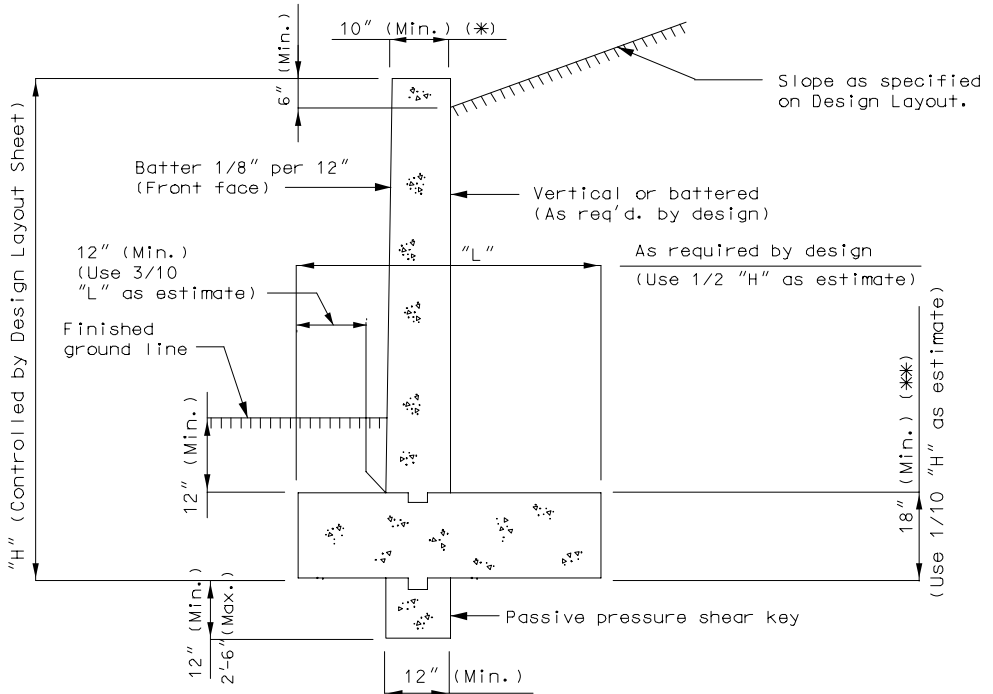 10" (Min.) (*)
6" (Min.)
Slope as specified
on Design Layout.
Batter 1/8" per 12"
(Front face)
Vertical or battered
(As req'd. by design)
12" (Min.)
(Use 3/10
"L" as estimate)
"L"
As required by design
(Use 1/2 "H" as estimate)
Finished
ground line
"H" (Controlled by Design Layout Sheet)
12" (Min.)
18" (Min.) (**)
(Use 1/10 "H" as estimate)
12" (Min.)
2'-6"(Max.)
Passive pressure shear key
12" (Min.)